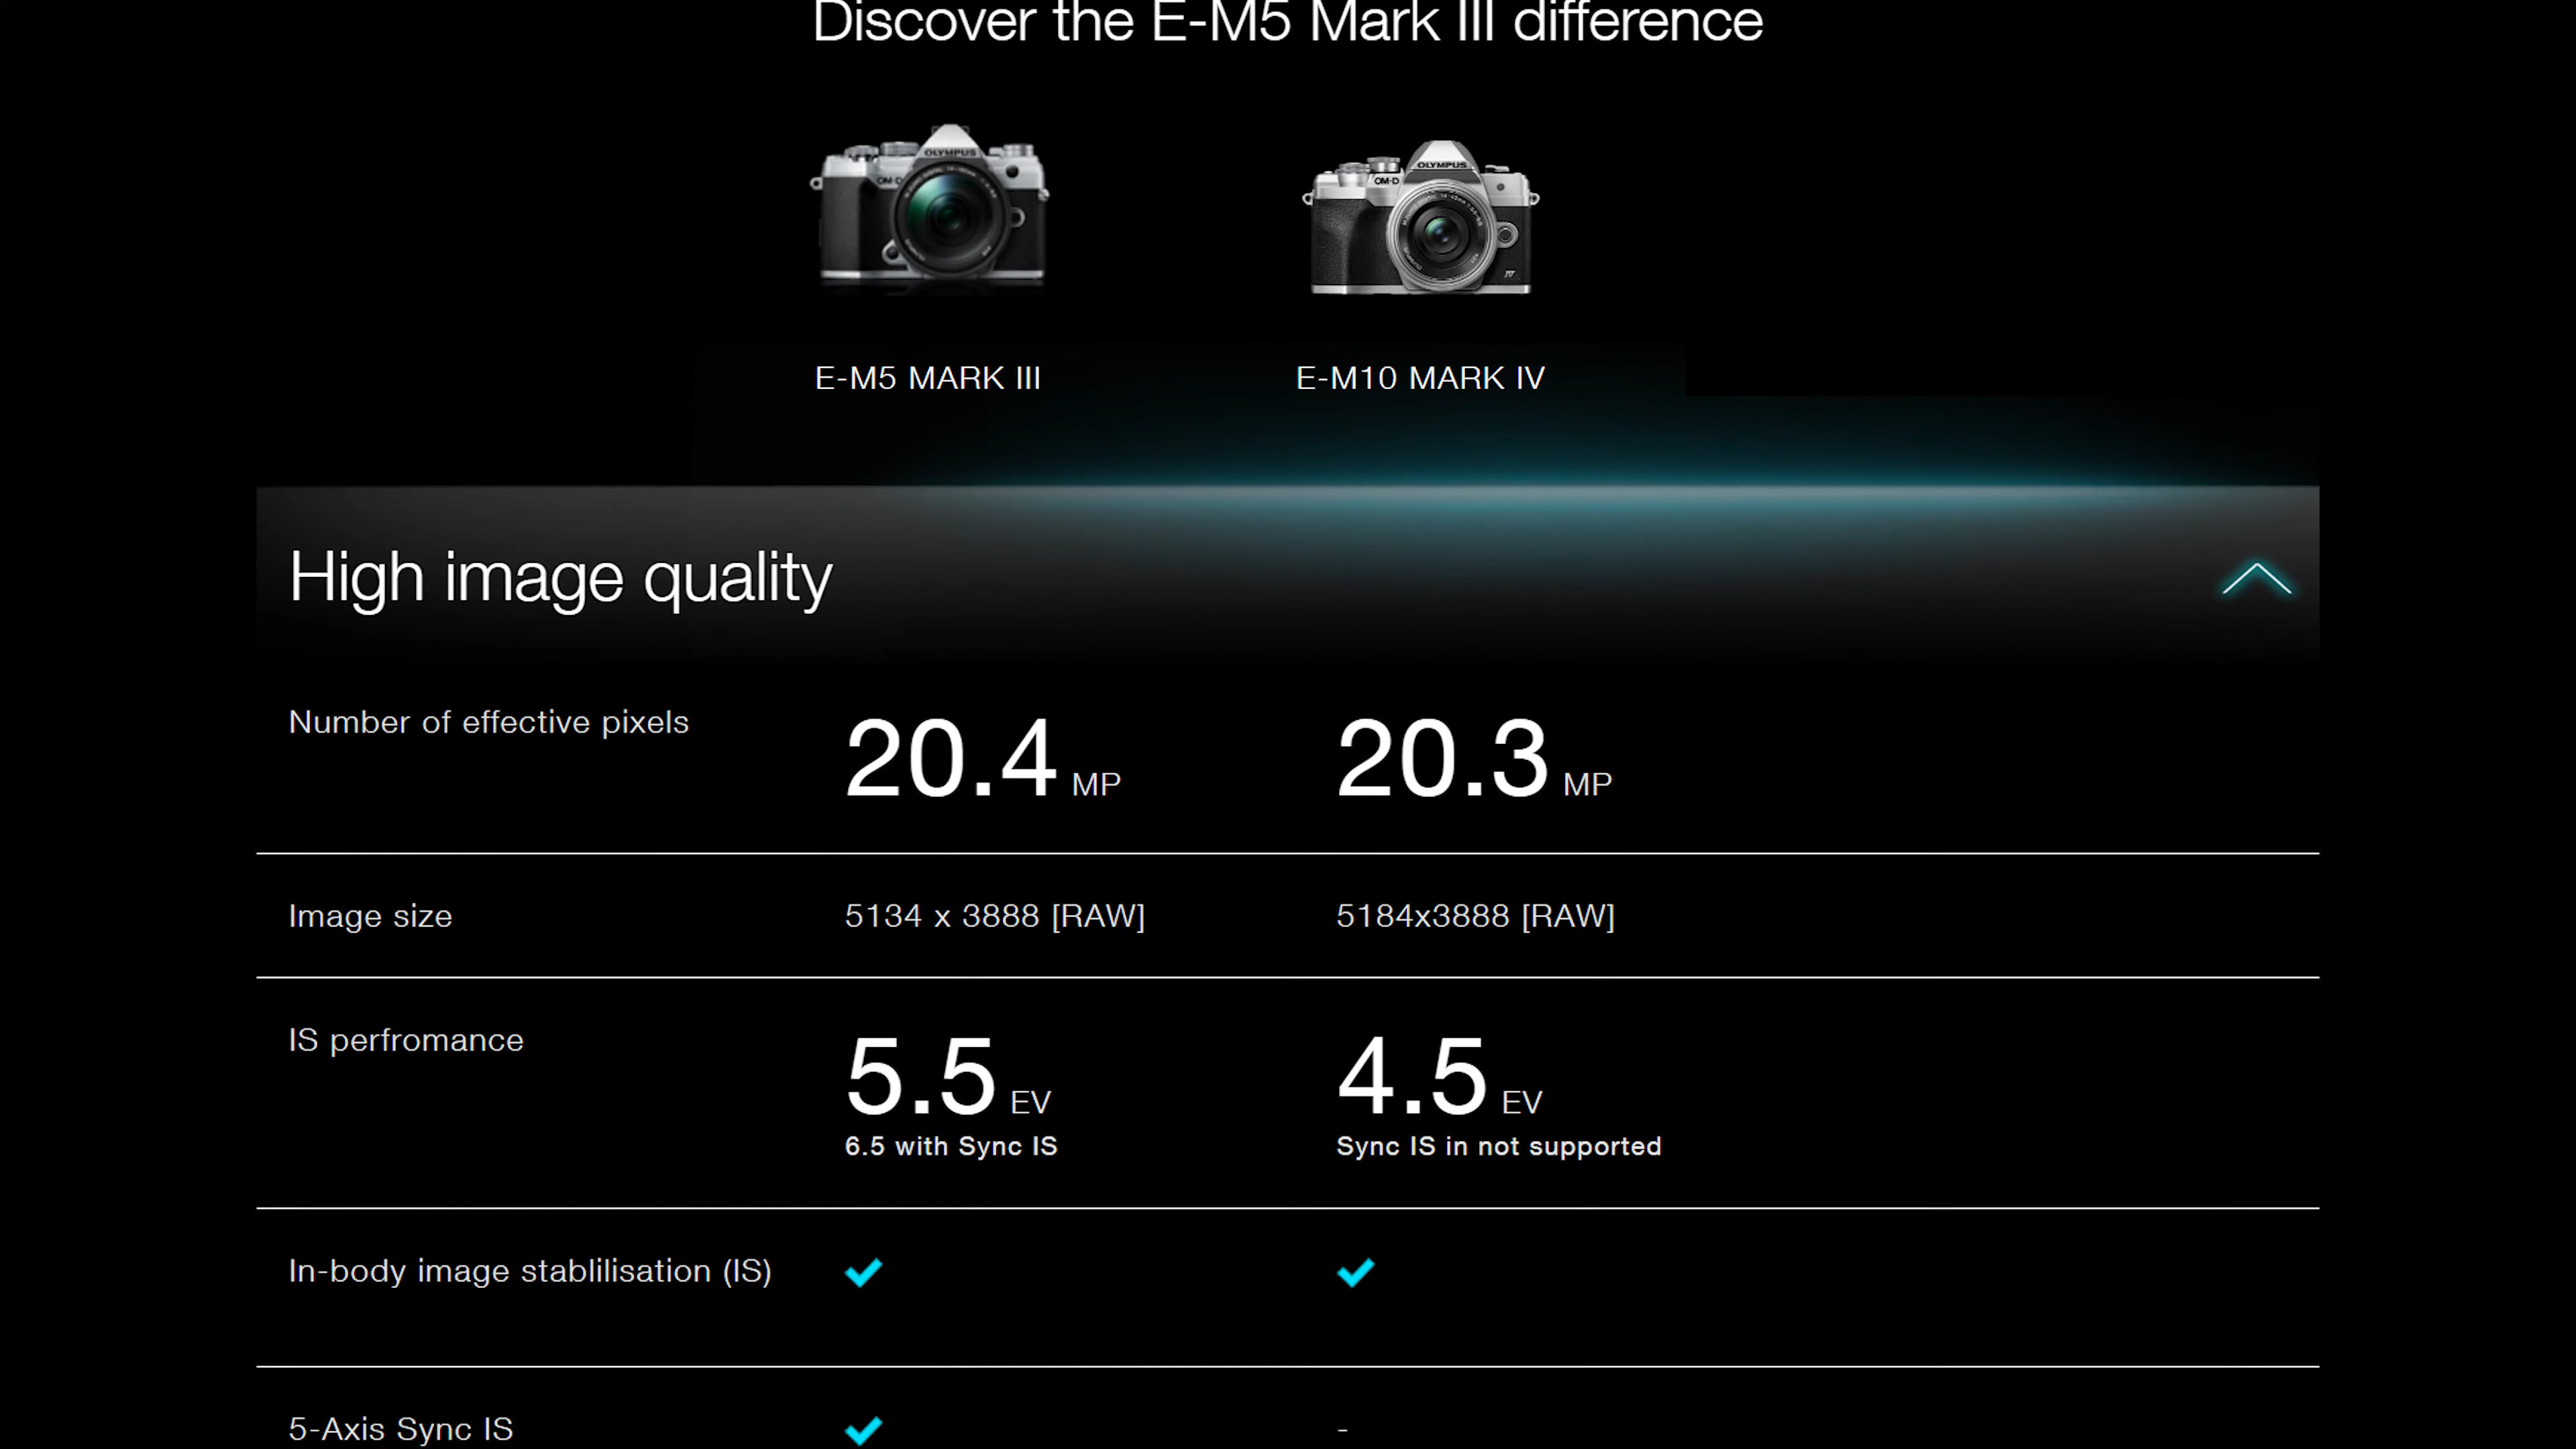 Discover the E-M5 Mark III difference
OLYMPUS
OM-D
OLYMPUS
OM-D
IV
E-M5 MARK III
E-M10 MARK IV
High image quality
Number of effective pixels
20.4 MP
20.3 MP
Image size
5134 x 3888 [RAW]
5184x3888 [RAW]
IS perfromance
5.5 EV
4.5 EV
6.5 with Sync IS
Sync IS in not supported
In-body image stablilisation (IS)
5-Axis Sync IS
-